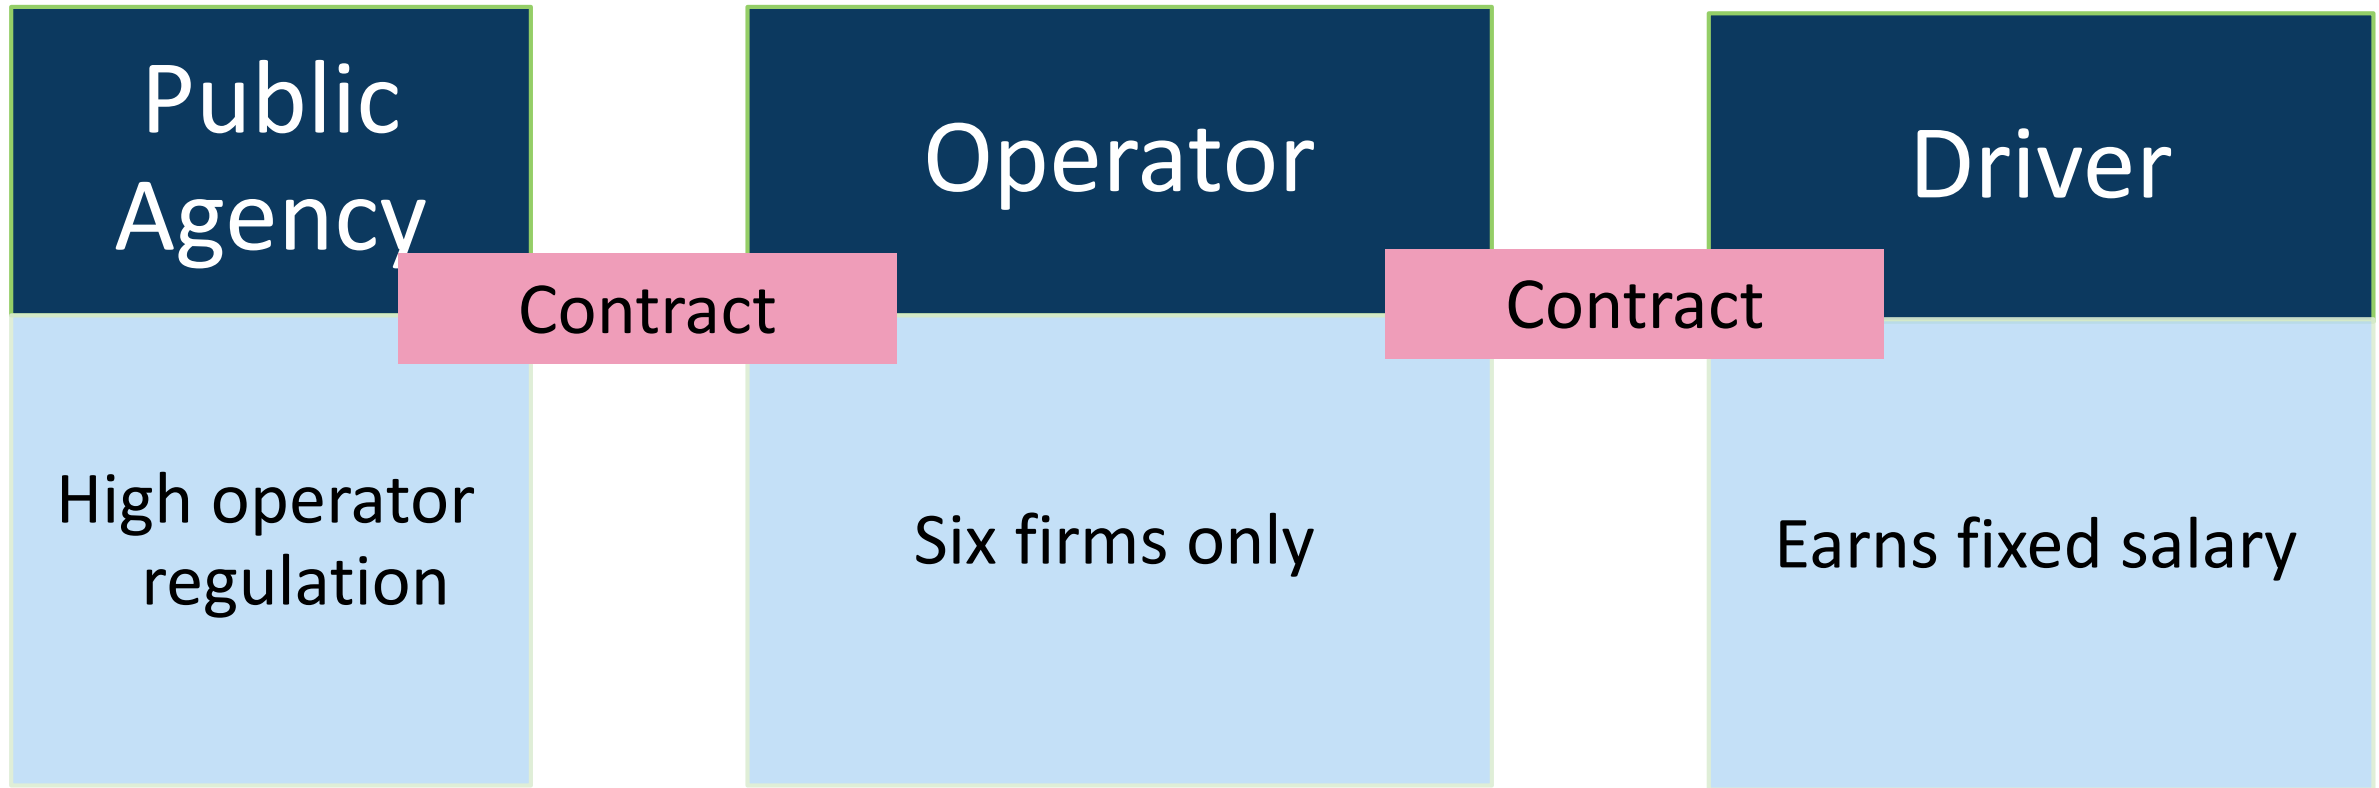 Public
Agency
Contract
High operator
regulation
Operator
Contract
Six firms only
Driver
Earns fixed salary